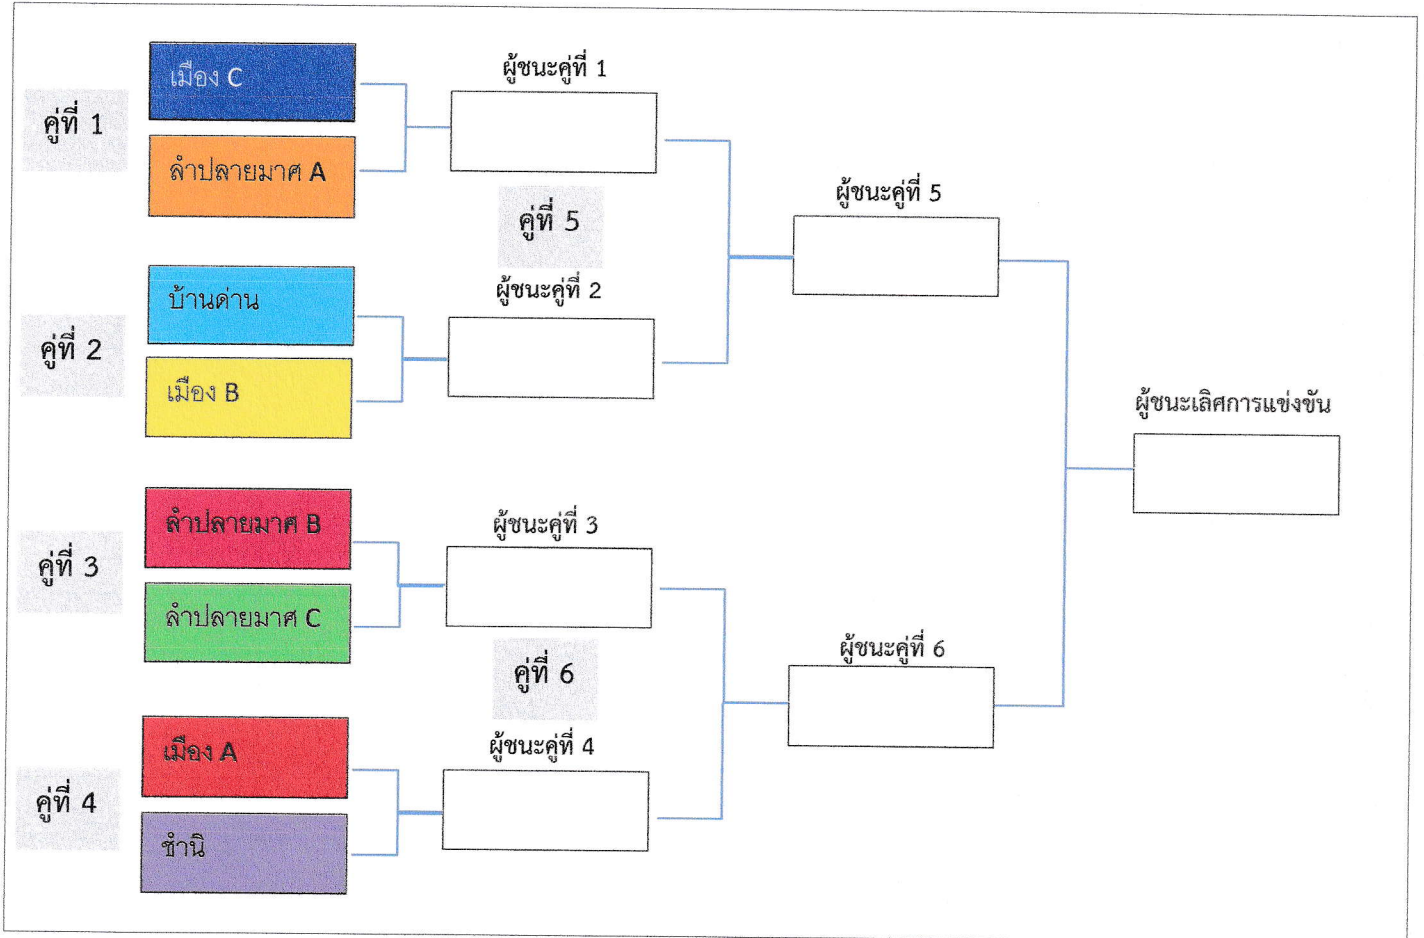 คู่ที่ 1
เมือง C
ลำปลายมาศ A
ผู้ชนะคู่ที่ 1
คู่ที่ 5
ผู้ชนะคู่ที่ 5
คู่ที่ 2
บ้านด่าน
เมือง B
ผู้ชนะคู่ที่ 2
ผู้ชนะเลิศการแข่งขัน
คู่ที่ 3
ลำปลายมาศ B
ลำปลายมาศ C
ผู้ชนะคู่ที่ 3
คู่ที่ 6
ผู้ชนะคู่ที่ 6
คู่ที่ 4
เมือง A
ชำนิ
ผู้ชนะคู่ที่ 4